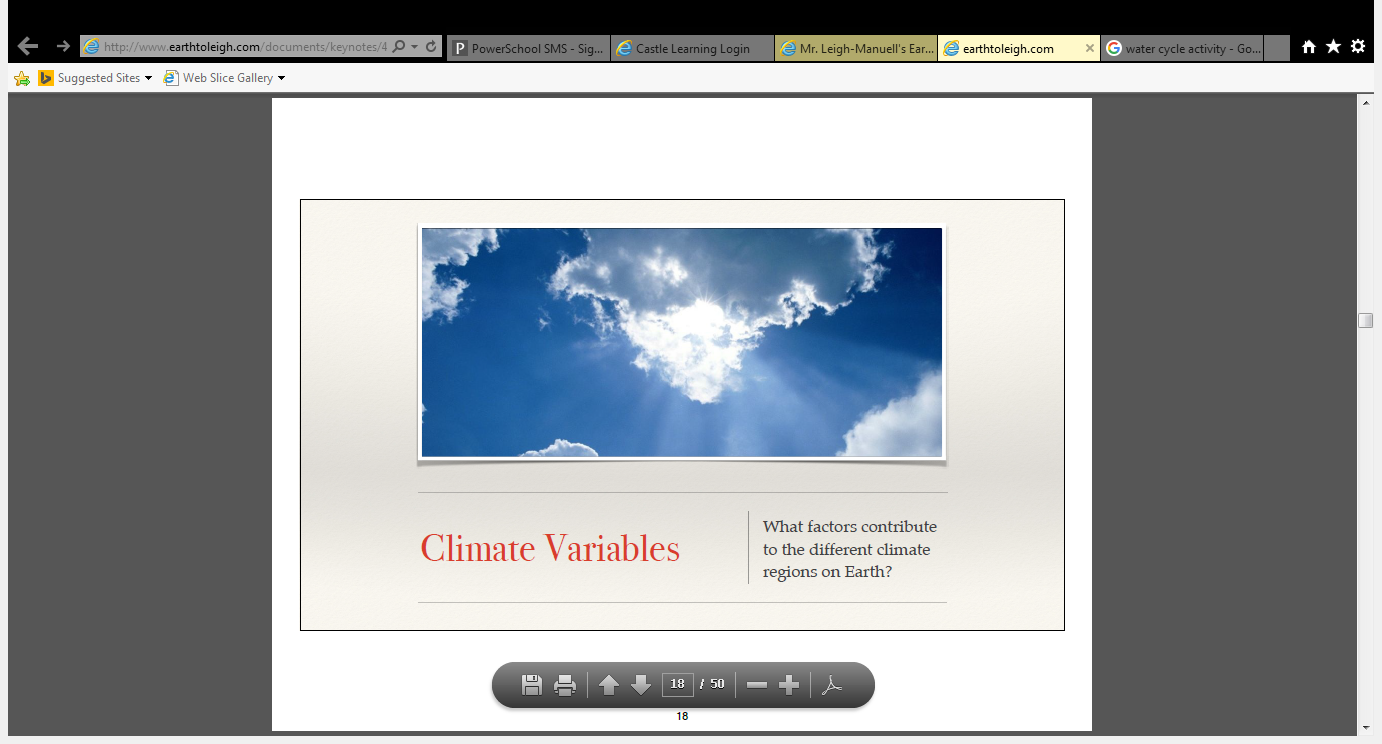 http://www.earthtoleigh.com/documents/keynotes/4
PowerSchool SMS - Sig...
Castle Learning Login
Mr. Leigh-Manuell's Ear...
earthtoleigh.com
water cycle activity - Go...
Suggested Sites
Web Slice Gallery
Climate Variables
What factors contribute
to the different climate
regions on Earth?
18 / 50
18